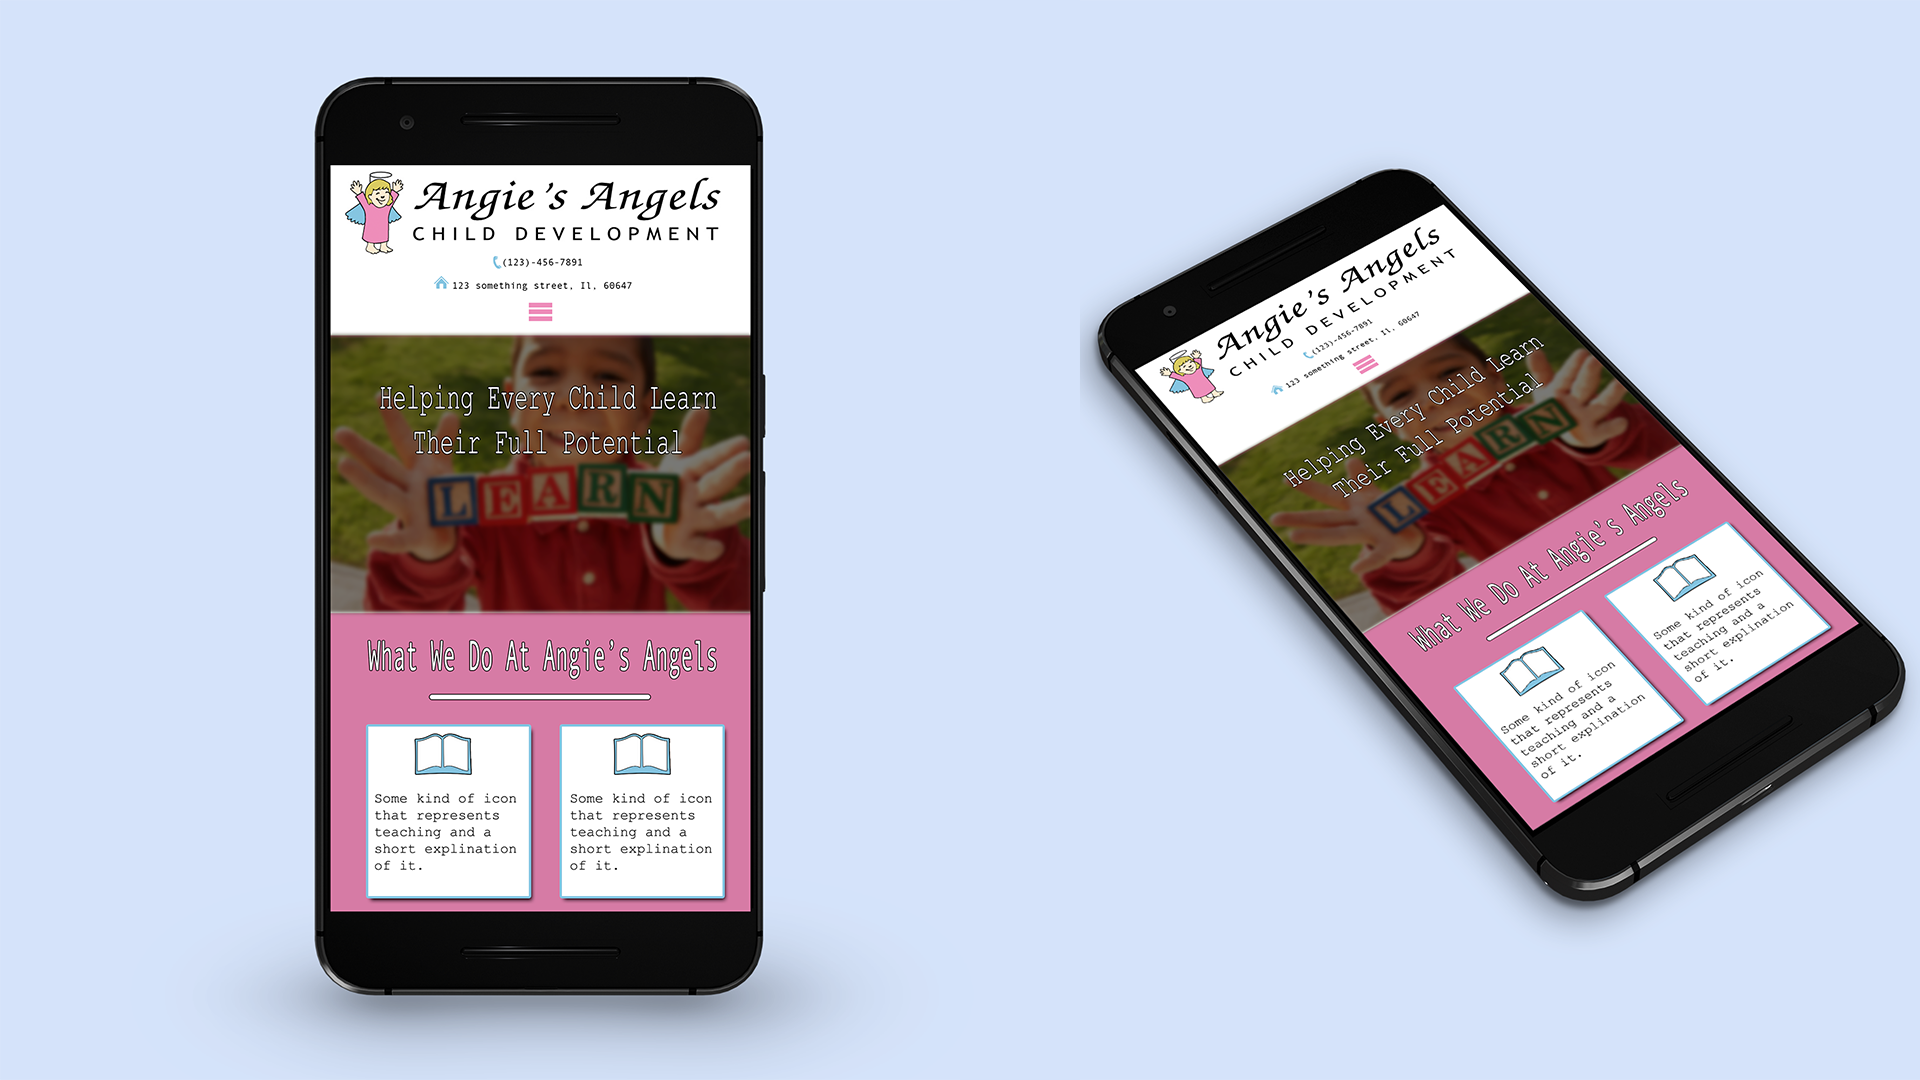 Angie's Angels
CHILD DEVELOPMENT
(123)-456-7891
123 something street, Il, 60647
Helping Every Child Learn
Their Full Potential
LEARN
What We Do At Angie's Angels
Some kind of icon
that represents
teaching and a
short explination
of it.
Some kind of icon
that represents
teaching and a
short explination
of it.
Angie's Angels
CHILD DEVELOPMENT
(123)-456-7891
123 something street, Il, 60647
Helping Every Child Learn
Their Full Potential
LEARN
What We Do At Angie's Angels
Some kind of icon
that represents
teaching and a
short explination
of it.
Some kind of icon
that represents
teaching and a
short explination
of it.